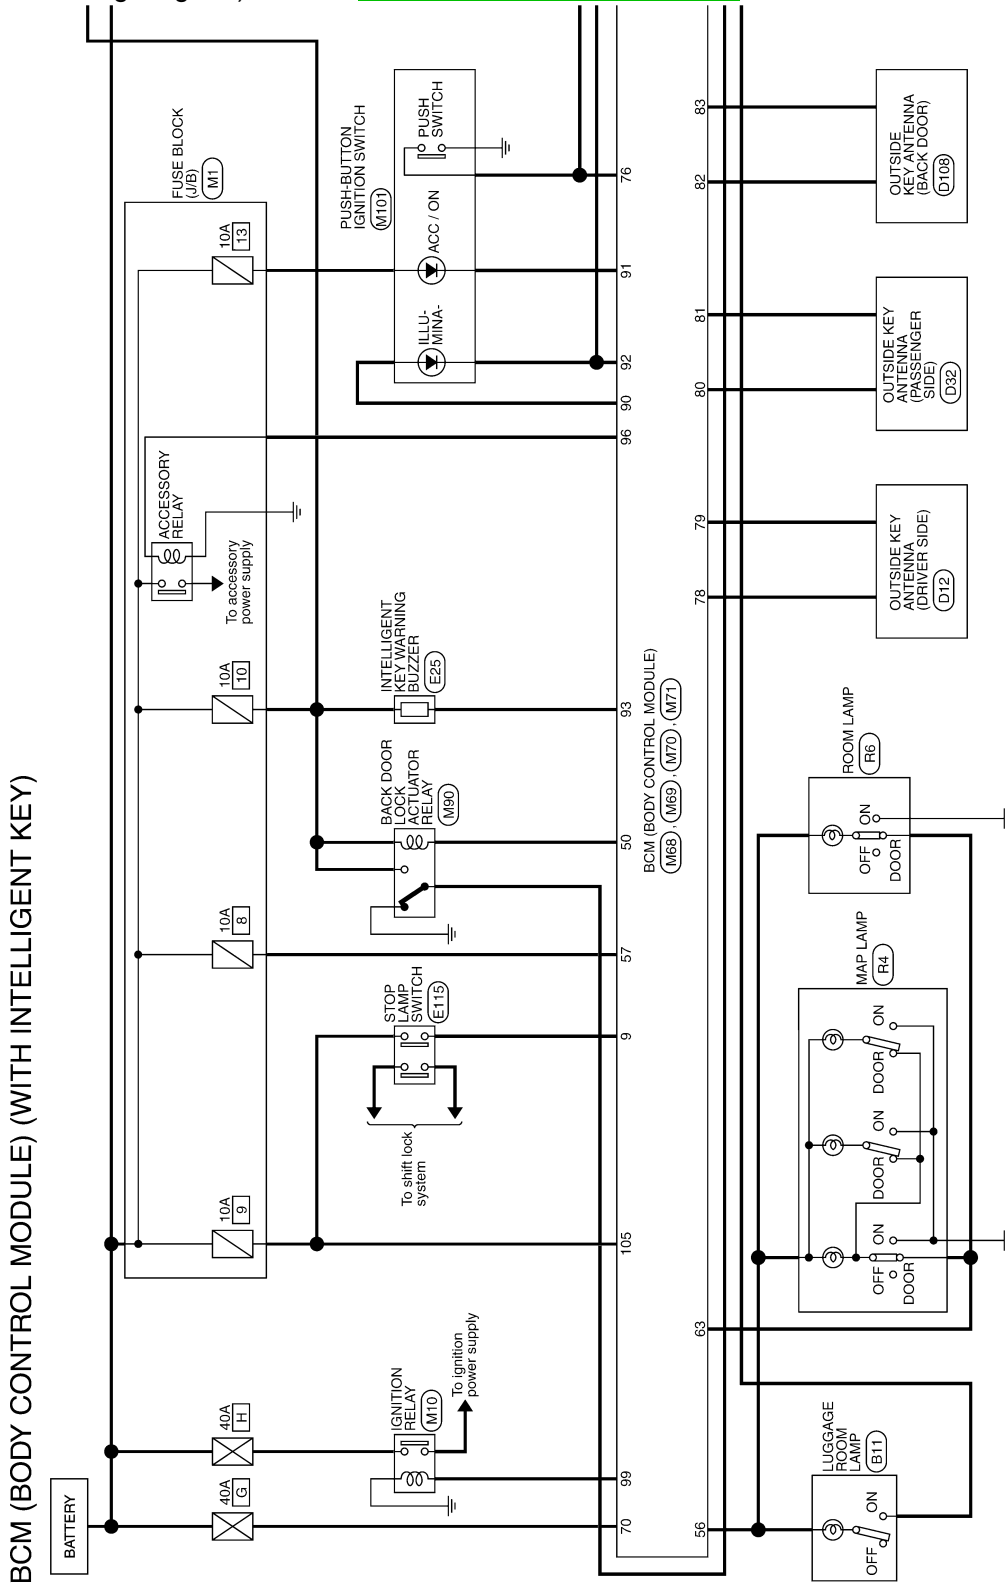 BCM (BODY CONTROL MODULE) (WITH INTELLIGENT KEY)
BATTERY
40A
G
40A
H
10A
9
10A
8
10A
10
10A
13
FUSE BLOCK
(J/B)
M1
ACCESSORY
RELAY
To accessory
power supply
IGNITION
RELAY
M10
To ignition
power supply
To shift lock
system
STOP
LAMP
SWITCH
E115
BACK DOOR
LOCK
ACTUATOR
RELAY
M90
INTELLIGENT
KEY WARNING
BUZZER
E25
PUSH-BUTTON
IGNITION SWITCH
M101
ILLU-
MINA-
ACC / ON
PUSH
SWITCH
70
99
105
9
57
50
93
96
90
92
91
76
BCM (BODY CONTROL MODULE)
M68 , M69 , M70 , M71
56
63
78
79
80
81
82
83
LUGGAGE
ROOM
LAMP
B11
OFF
ON
MAP LAMP
R4
OFF
ON
DOOR
DOOR
ON
DOOR
ON
ROOM LAMP
R6
OFF
ON
DOOR
OUTSIDE KEY
ANTENNA
(DRIVER SIDE)
D12
OUTSIDE KEY
ANTENNA
(PASSENGER
SIDE)
D32
OUTSIDE
KEY ANTENNA
(BACK DOOR)
D108